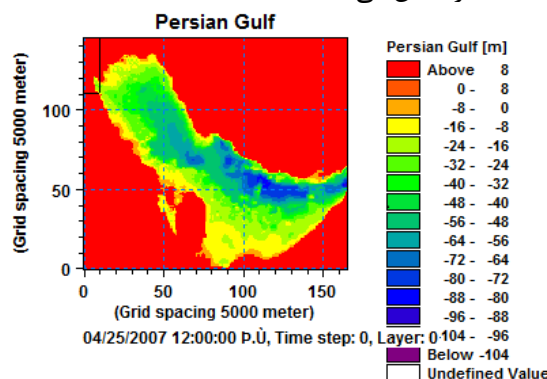 Persian Gulf
(Grid spacing 5000 meter)
100
50
0
0 50 100 150
(Grid spacing 5000 meter)
04/25/2007 12:00:00 Þ.Ù, Time step: 0, Layer: 0
Persian Gulf [m]
Above 8
0 - 8
-8 - 0
-16 - -8
-24 - -16
-32 - -24
-40 - -32
-48 - -40
-56 - -48
-64 - -56
-72 - -64
-80 - -72
-88 - -80
-96 - -88
-104 - -96
Below -104
Undefined Value